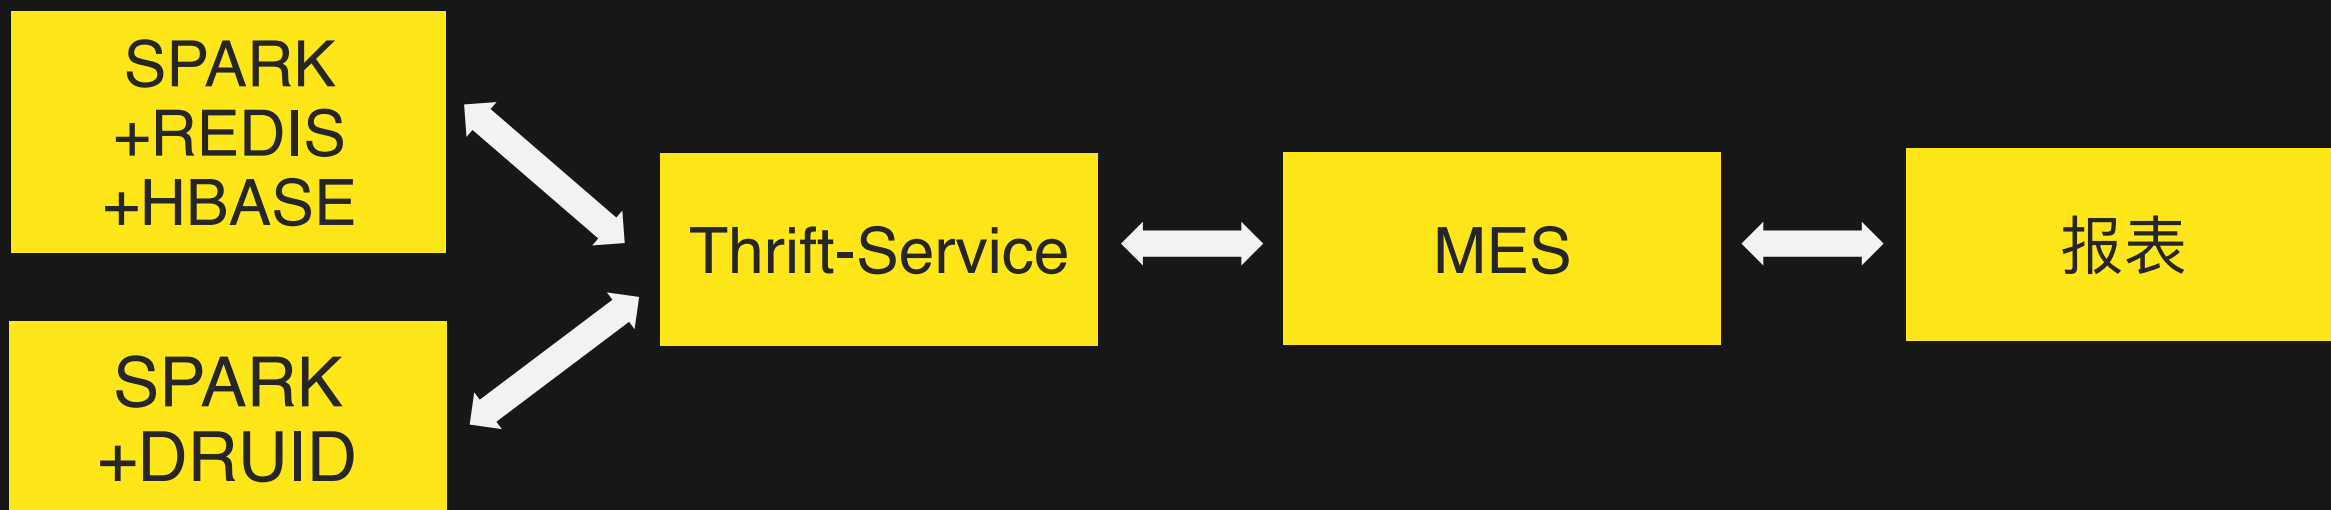 SPARK
+REDIS
+HBASE
SPARK
+DRUID
Thrift-Service
MES
报表